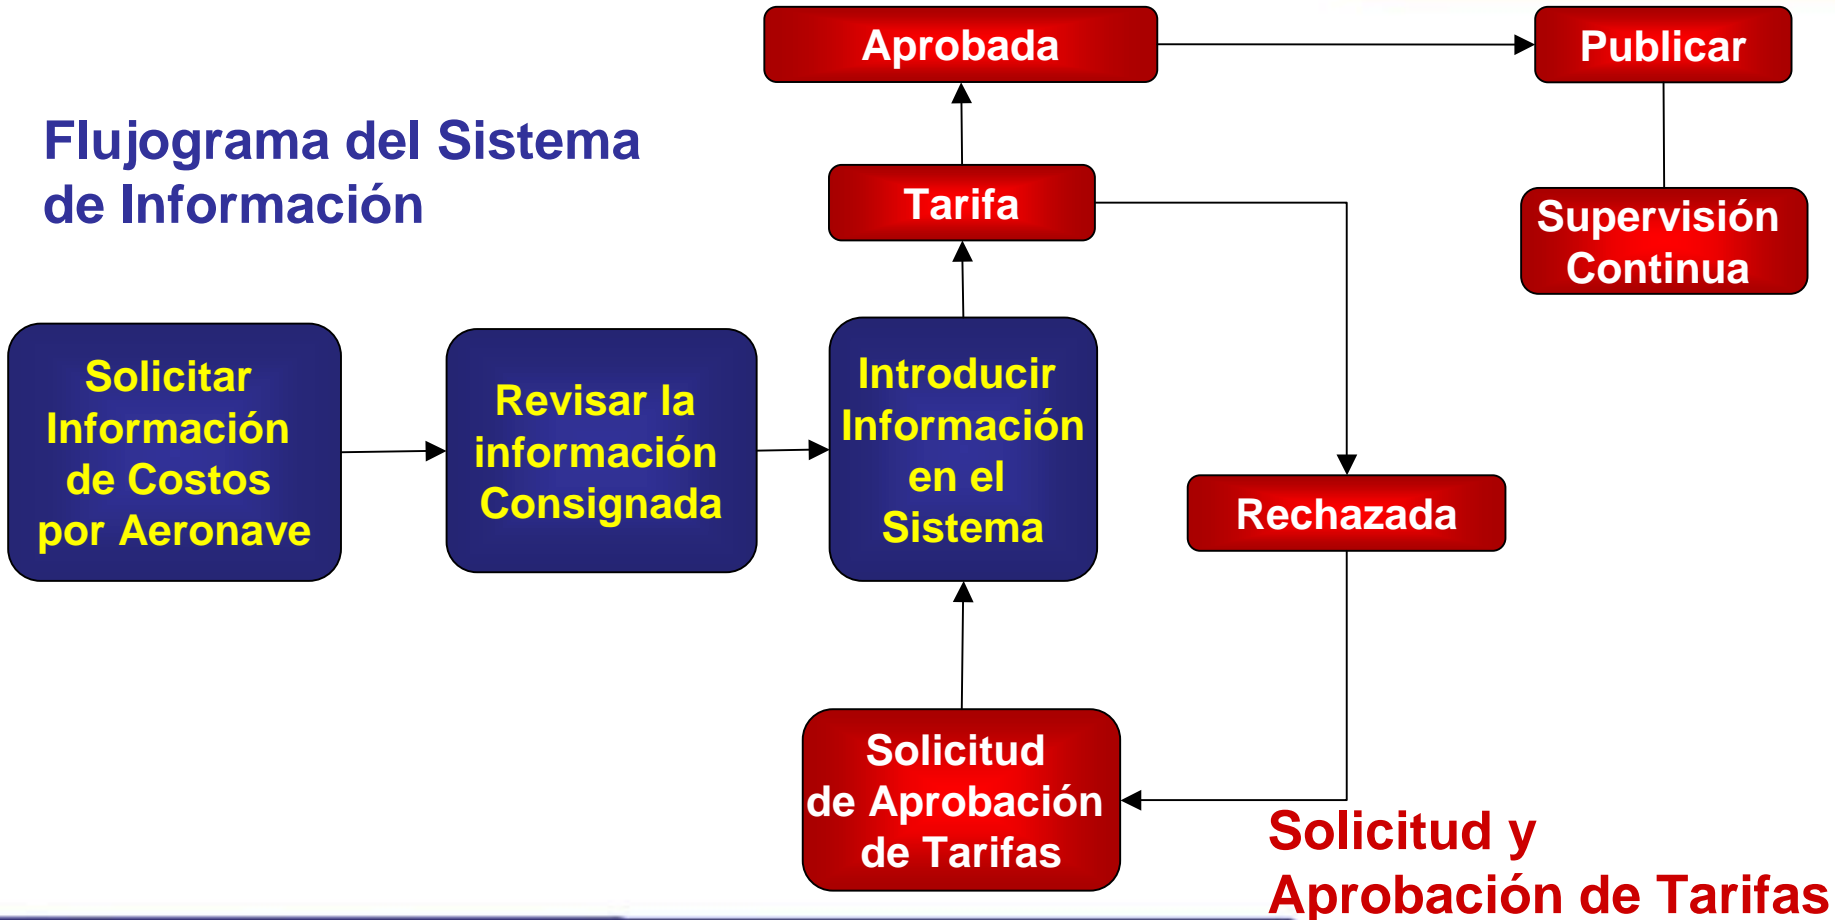 Aprobada
Publicar
Flujograma del Sistema
de Información
Tarifa
Supervisión
Continua
Solicitar
Información
de Costos
por Aeronave
Revisar la
información
Consignada
Introducir
Información
en el
Sistema
Rechazada
Solicitud
de Aprobación
de Tarifas
Solicitud y
Aprobación de Tarifas